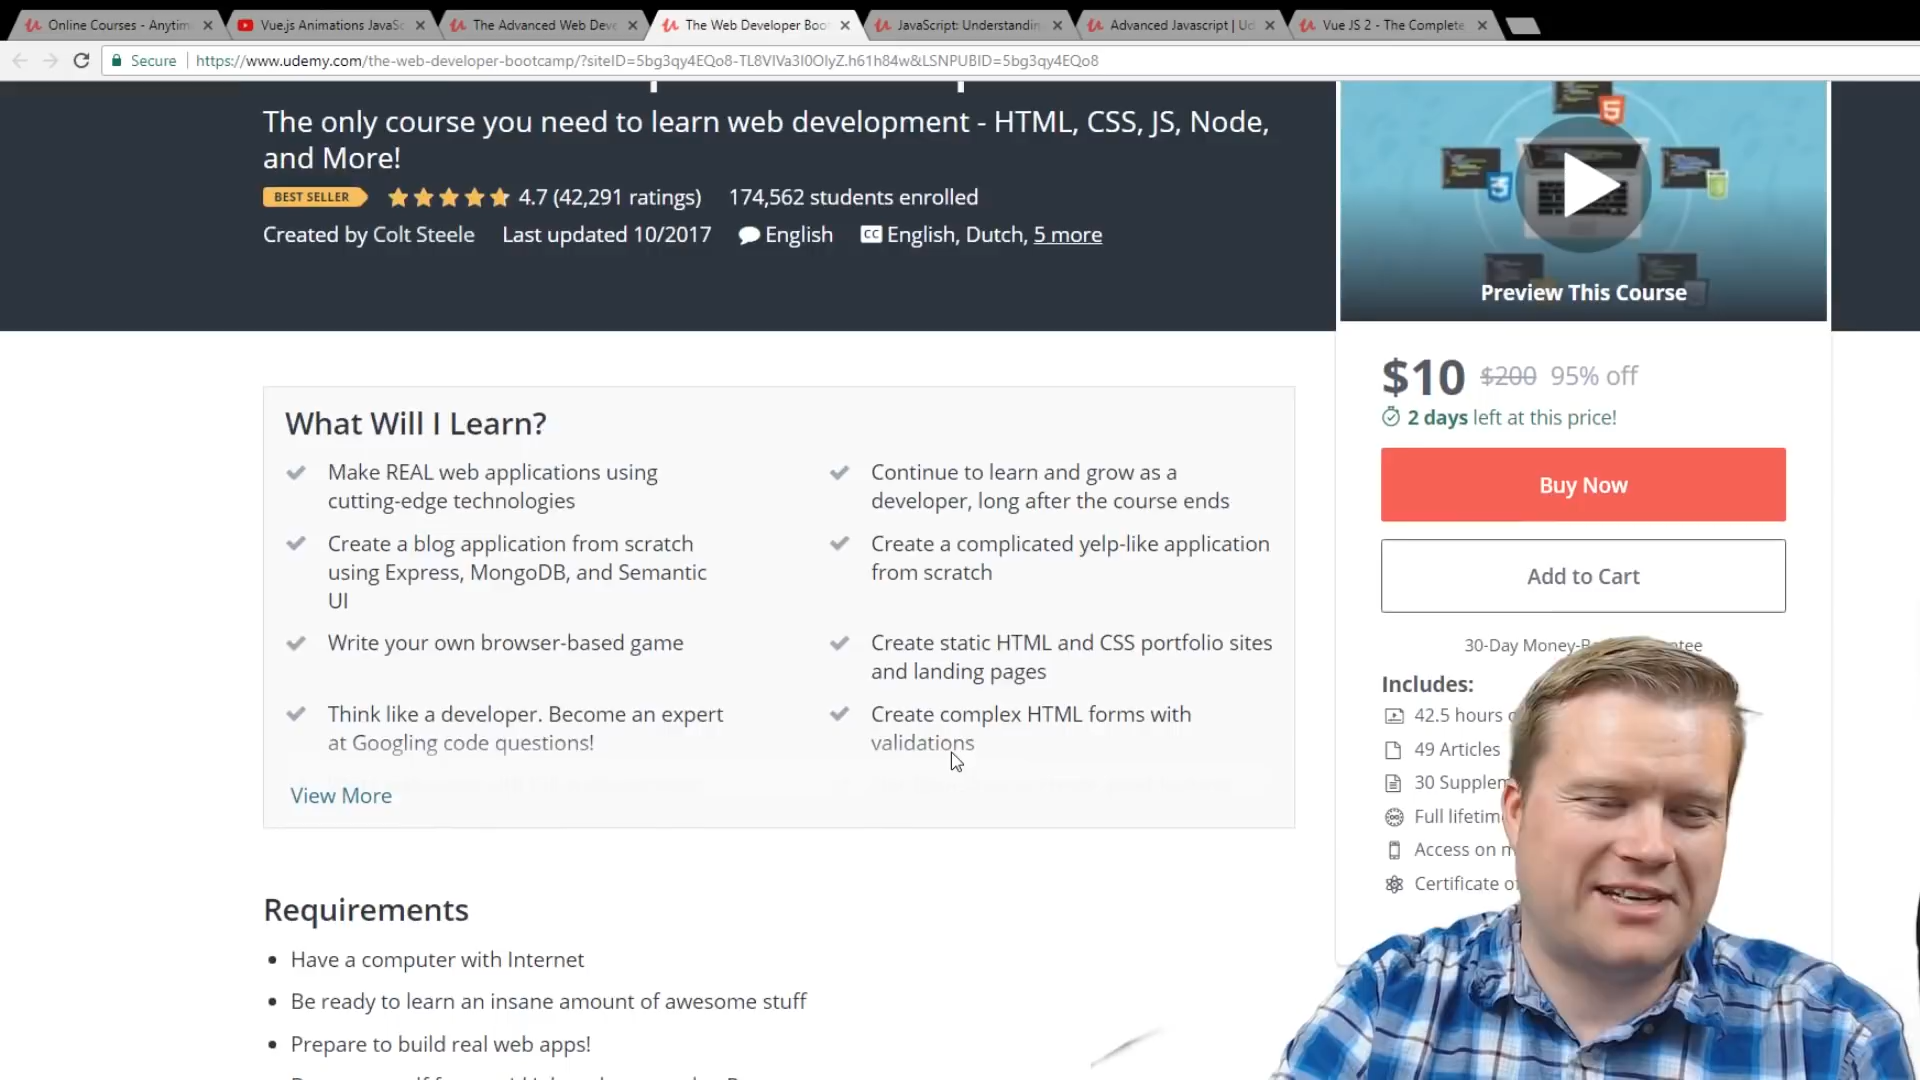 Online Courses - Anytim
Vue.js Animations JavaSc
The Advanced Web Deve
The Web Developer Boo
JavaScript: Understandin
Advanced Javascript | Ud
Vue JS 2 - The Complete
Secure
https://www.udemy.com/the-web-developer-bootcamp/?siteID=5bg3qy4EQo8-TL8VIVa3I0OIyZ.h61h84w&LSNPUBID=5bg3qy4EQo8
The only course you need to learn web development - HTML, CSS, JS, Node,
and More!
BEST SELLER 4.7 (42,291 ratings) 174,562 students enrolled
Created by Colt Steele Last updated 10/2017 English CC English, Dutch, 5 more
Preview This Course
$10 $200 95% off
2 days left at this price!
Buy Now
Add to Cart
30-Day Money-B
Includes:
42.5 hours
49 Articles
30 Supplem
Full lifetim
Access on m
Certificate o
What Will I Learn?
Make REAL web applications using
cutting-edge technologies
Continue to learn and grow as a
developer, long after the course ends
Create a blog application from scratch
using Express, MongoDB, and Semantic
UI
Create a complicated yelp-like application
from scratch
Write your own browser-based game
Create static HTML and CSS portfolio sites
and landing pages
Think like a developer. Become an expert
at Googling code questions!
Create complex HTML forms with
validations
View More
Requirements
Have a computer with Internet
Be ready to learn an insane amount of awesome stuff
Prepare to build real web apps!